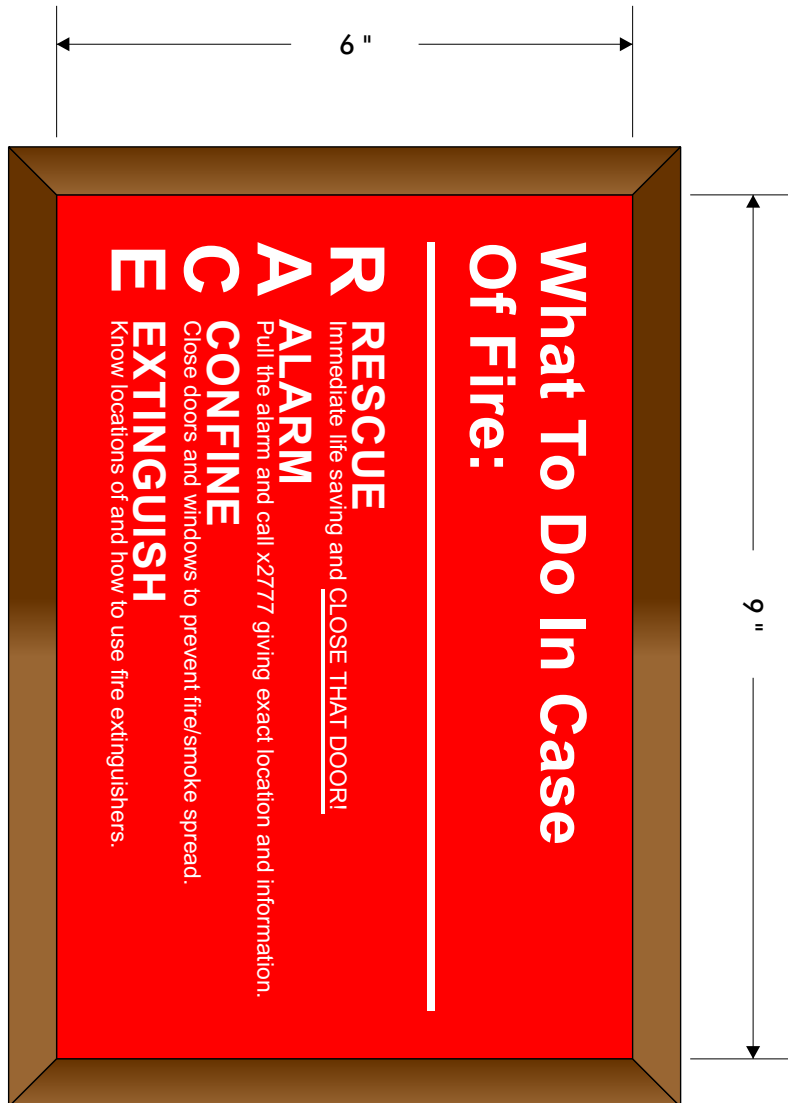 6 "
9 "
What To Do In Case
Of Fire:
R RESCUE
Immediate life saving and CLOSE THAT DOOR!
A ALARM
Pull the alarm and call x2777 giving exact location and information.
C CONFINE
Close doors and windows to prevent fire/smoke spread.
E EXTINGUISH
Know locations of and how to use fire extinguishers.